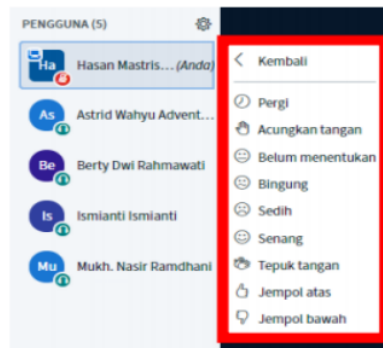 PENGGUNA (5)
Ha
Hasan Mastris... (Anda)
As
Astrid Wahyu Advent...
Be
Berty Dwi Rahmawati
Is
Ismianti Ismianti
Mu
Mukh. Nasir Ramdhani
Kembali
Pergi
Acungkan tangan
Belum menentukan
Bingung
Sedih
Senang
Tepuk tangan
Jempol atas
Jempol bawah